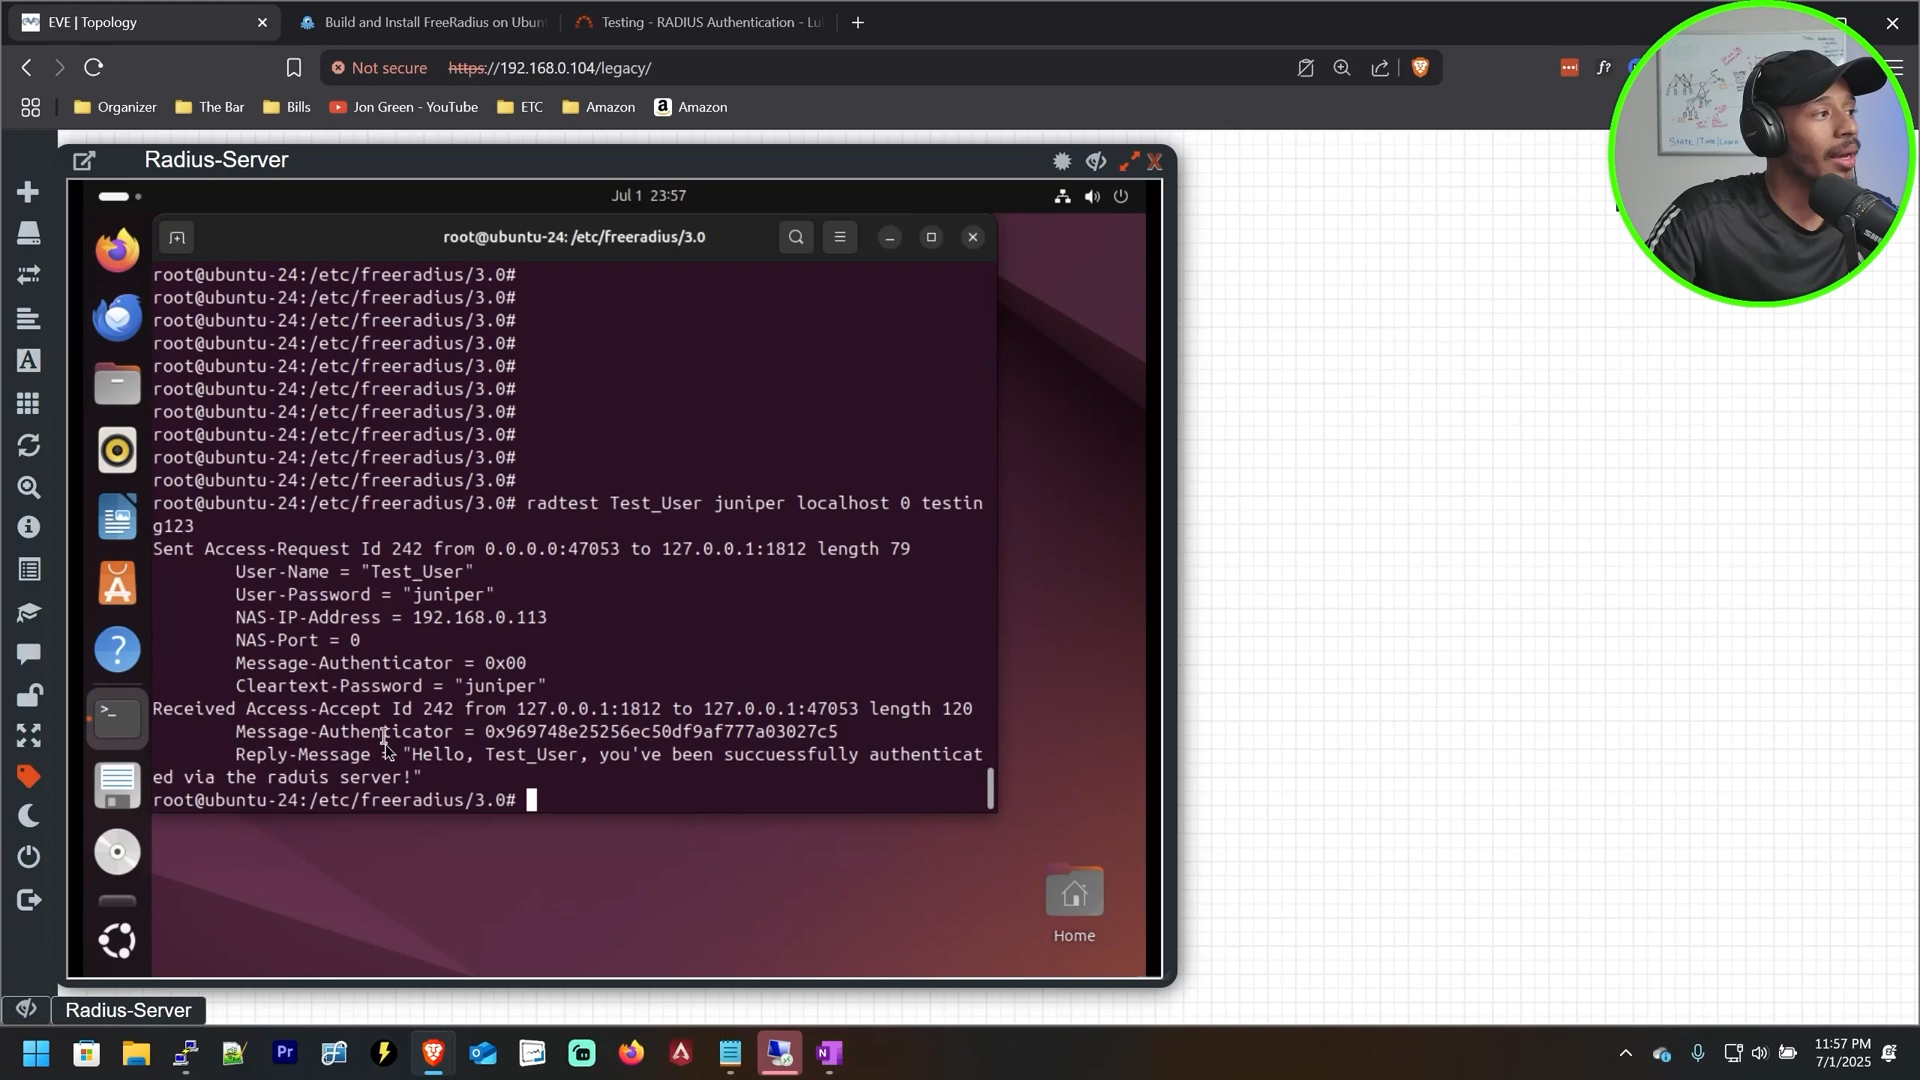 EVE | Topology
Build and Install FreeRadius on Ubun
Testing - RADIUS Authentication - Lu
Not secure
https://192.168.0.104/legacy/
Organizer
The Bar
Bills
Jon Green - YouTube
ETC
Amazon
Amazon
Radius-Server
Jul 1 23:57
root@ubuntu-24: /etc/freeradius/3.0
root@ubuntu-24:/etc/freeradius/3.0#
root@ubuntu-24:/etc/freeradius/3.0#
root@ubuntu-24:/etc/freeradius/3.0#
root@ubuntu-24:/etc/freeradius/3.0#
root@ubuntu-24:/etc/freeradius/3.0#
root@ubuntu-24:/etc/freeradius/3.0#
root@ubuntu-24:/etc/freeradius/3.0#
root@ubuntu-24:/etc/freeradius/3.0#
root@ubuntu-24:/etc/freeradius/3.0#
root@ubuntu-24:/etc/freeradius/3.0#
root@ubuntu-24:/etc/freeradius/3.0# radtest Test_User juniper localhost 0 testin
g123
Sent Access-Request Id 242 from 0.0.0.0:47053 to 127.0.0.1:1812 length 79
User-Name = "Test_User"
User-Password = "juniper"
NAS-IP-Address = 192.168.0.113
NAS-Port = 0
Message-Authenticator = 0x00
Cleartext-Password = "juniper"
Received Access-Accept Id 242 from 127.0.0.1:1812 to 127.0.0.1:47053 length 120
Message-Authenticator = 0x969748e25256ec50df9af777a03027c5
Reply-Message = "Hello, Test_User, you've been succuessfully authenticat
ed via the raduis server!"
root@ubuntu-24:/etc/freeradius/3.0#
Home
Radius-Server
11:57 PM
7/1/2025